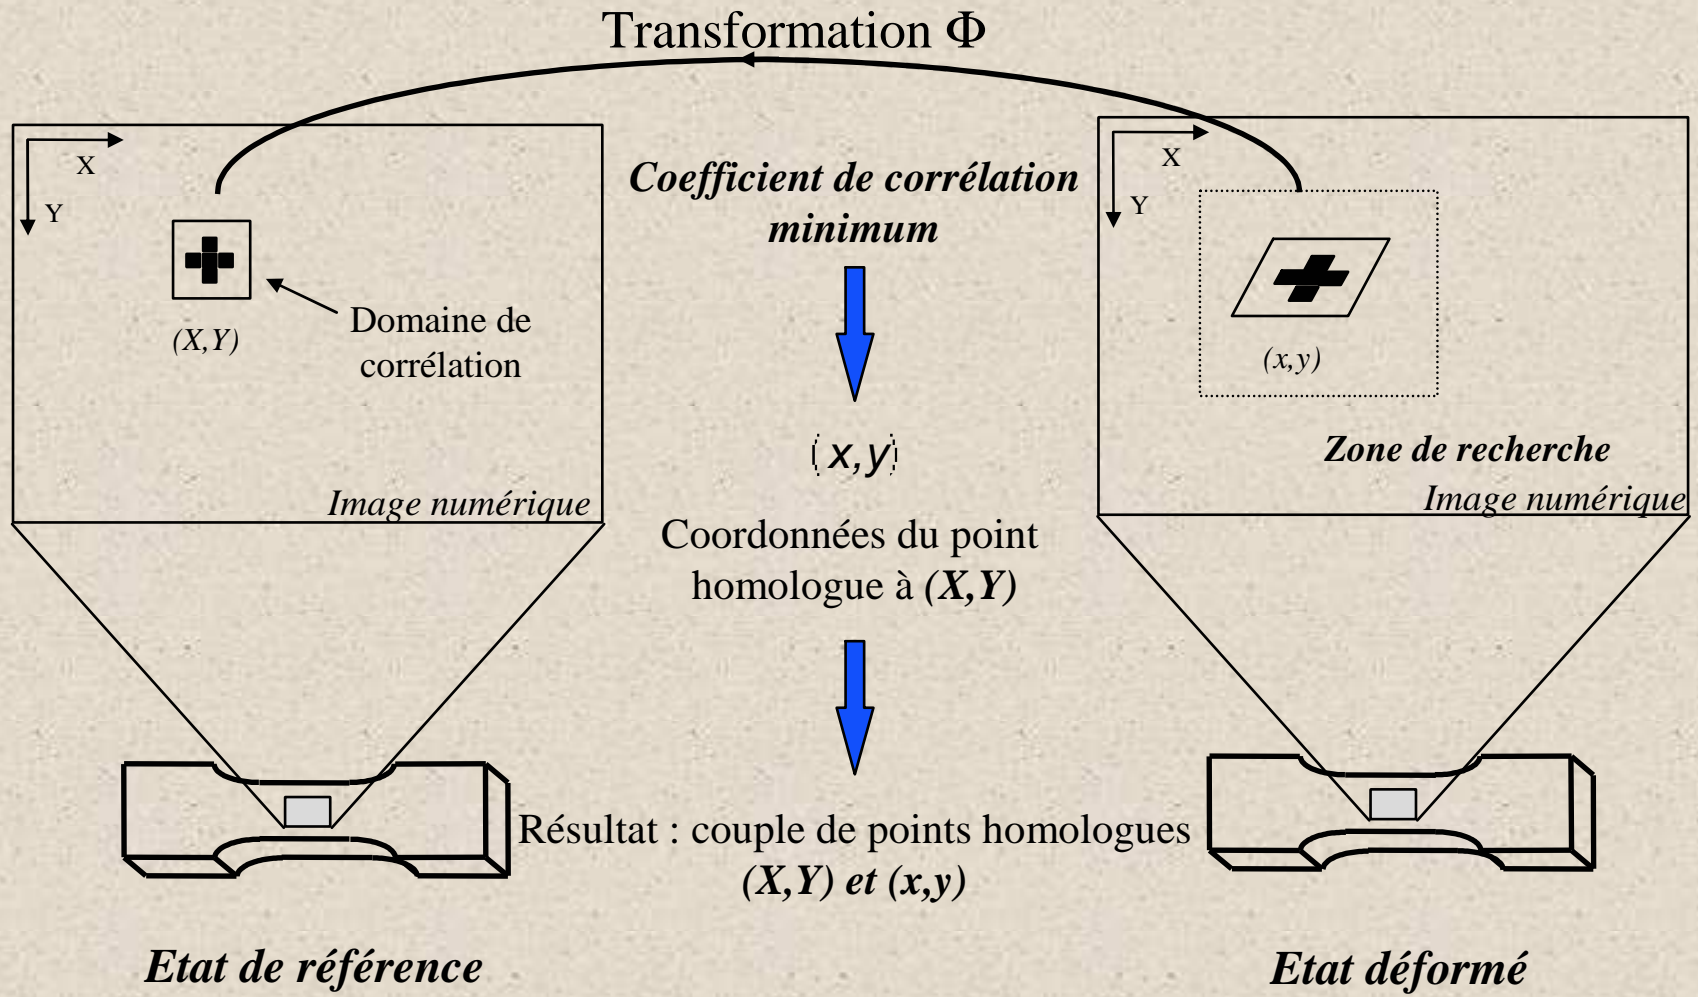 Transformation Φ
X
Y
(X,Y)
Domaine de
corrélation
Image numérique
Coefficient de corrélation
minimum
(x,y)
Coordonnées du point
homologue à (X,Y)
Résultat : couple de points homologues
(X,Y) et (x,y)
X
Y
(x,y)
Zone de recherche
Image numérique
Etat de référence
Etat déformé